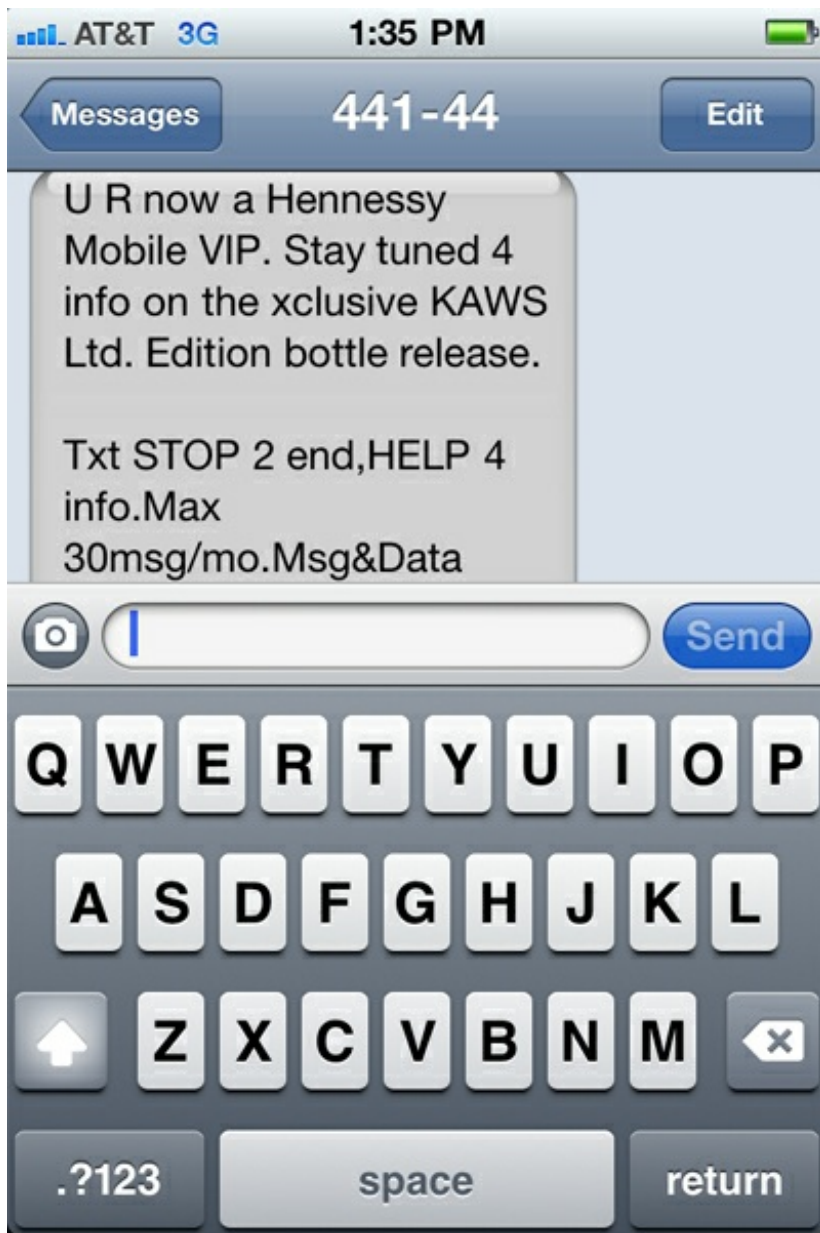 AT&T 3G 1:35 PM
Messages 441-44 Edit
U R now a Hennessy
Mobile VIP. Stay tuned 4
info on the xclusive KAWS
Ltd. Edition bottle release.
Txt STOP 2 end,HELP 4
info.Max
30msg/mo.Msg&Data
Send
Q W E R T Y U I O P
A S D F G H J K L
Z X C V B N M
.?123 space return